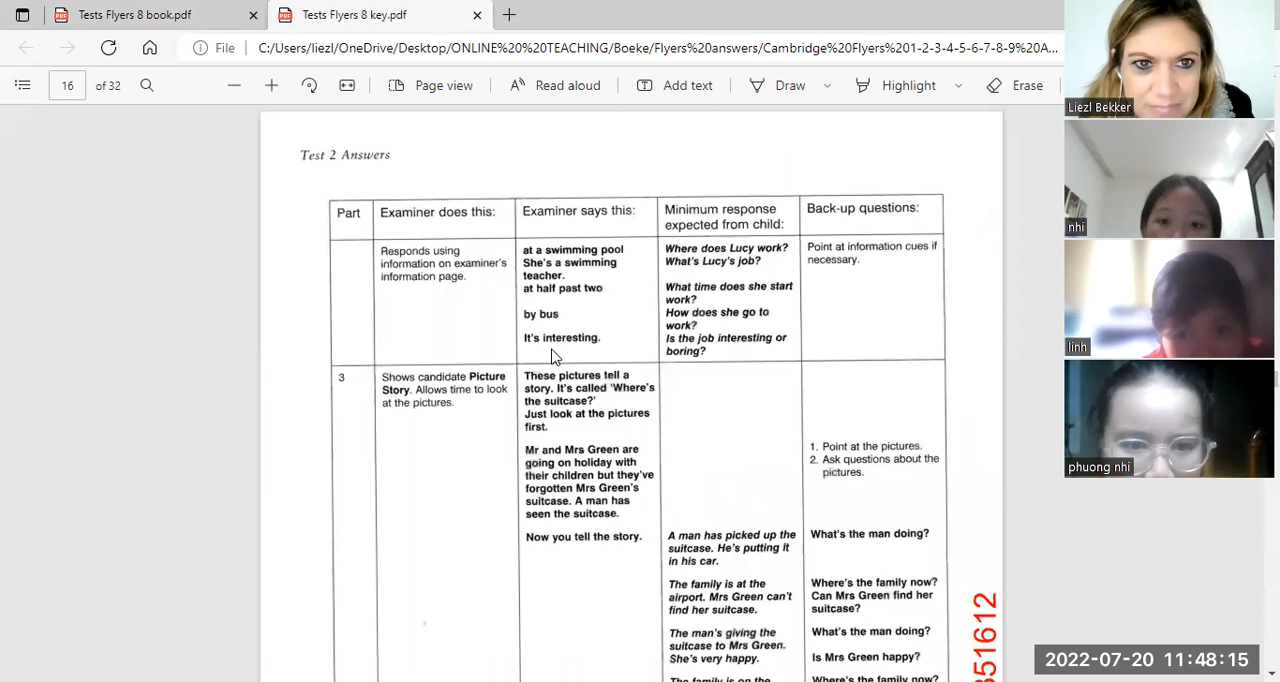 Tests Flyers 8 book.pdf
Tests Flyers 8 key.pdf
File
C:/Users/liezl/OneDrive/Desktop/ONLINE%20%20TEACHING/Boeke/Flyers%20answers/Cambridge%20Flyers%201-2-3-4-5-6-7-8-9%20A...
16 of 32
Page view
Read aloud
Add text
Draw
Highlight
Erase
Test 2 Answers
Part
Examiner does this:
Examiner says this:
Minimum response
expected from child:
Back-up questions:
Responds using
information on examiner's
information page.
at a swimming pool
She's a swimming
teacher.
at half past two
by bus
It's interesting.
Where does Lucy work?
What's Lucy's job?
What time does she start
work?
How does she go to
work?
Is the job interesting or
boring?
Point at information cues if
necessary.
3
Shows candidate Picture
Story. Allows time to look
at the pictures.
These pictures tell a
story. It's called 'Where's
the suitcase?'
Just look at the pictures
first.
Mr and Mrs Green are
going on holiday with
their children but they've
forgotten Mrs Green's
suitcase. A man has
seen the suitcase.
Now you tell the story.
A man has picked up the
suitcase. He's putting it
in his car.
The family is at the
airport. Mrs Green can't
find her suitcase.
The man's giving the
suitcase to Mrs Green.
She's very happy.
The family is on the
1. Point at the pictures.
2. Ask questions about the
pictures.
What's the man doing?
Where's the family now?
Can Mrs Green find her
suitcase?
What's the man doing?
Is Mrs Green happy?
Where's the family now?
351612
Liezl Bekker
nhi
linh
phuong nhi
2022-07-20 11:48:15